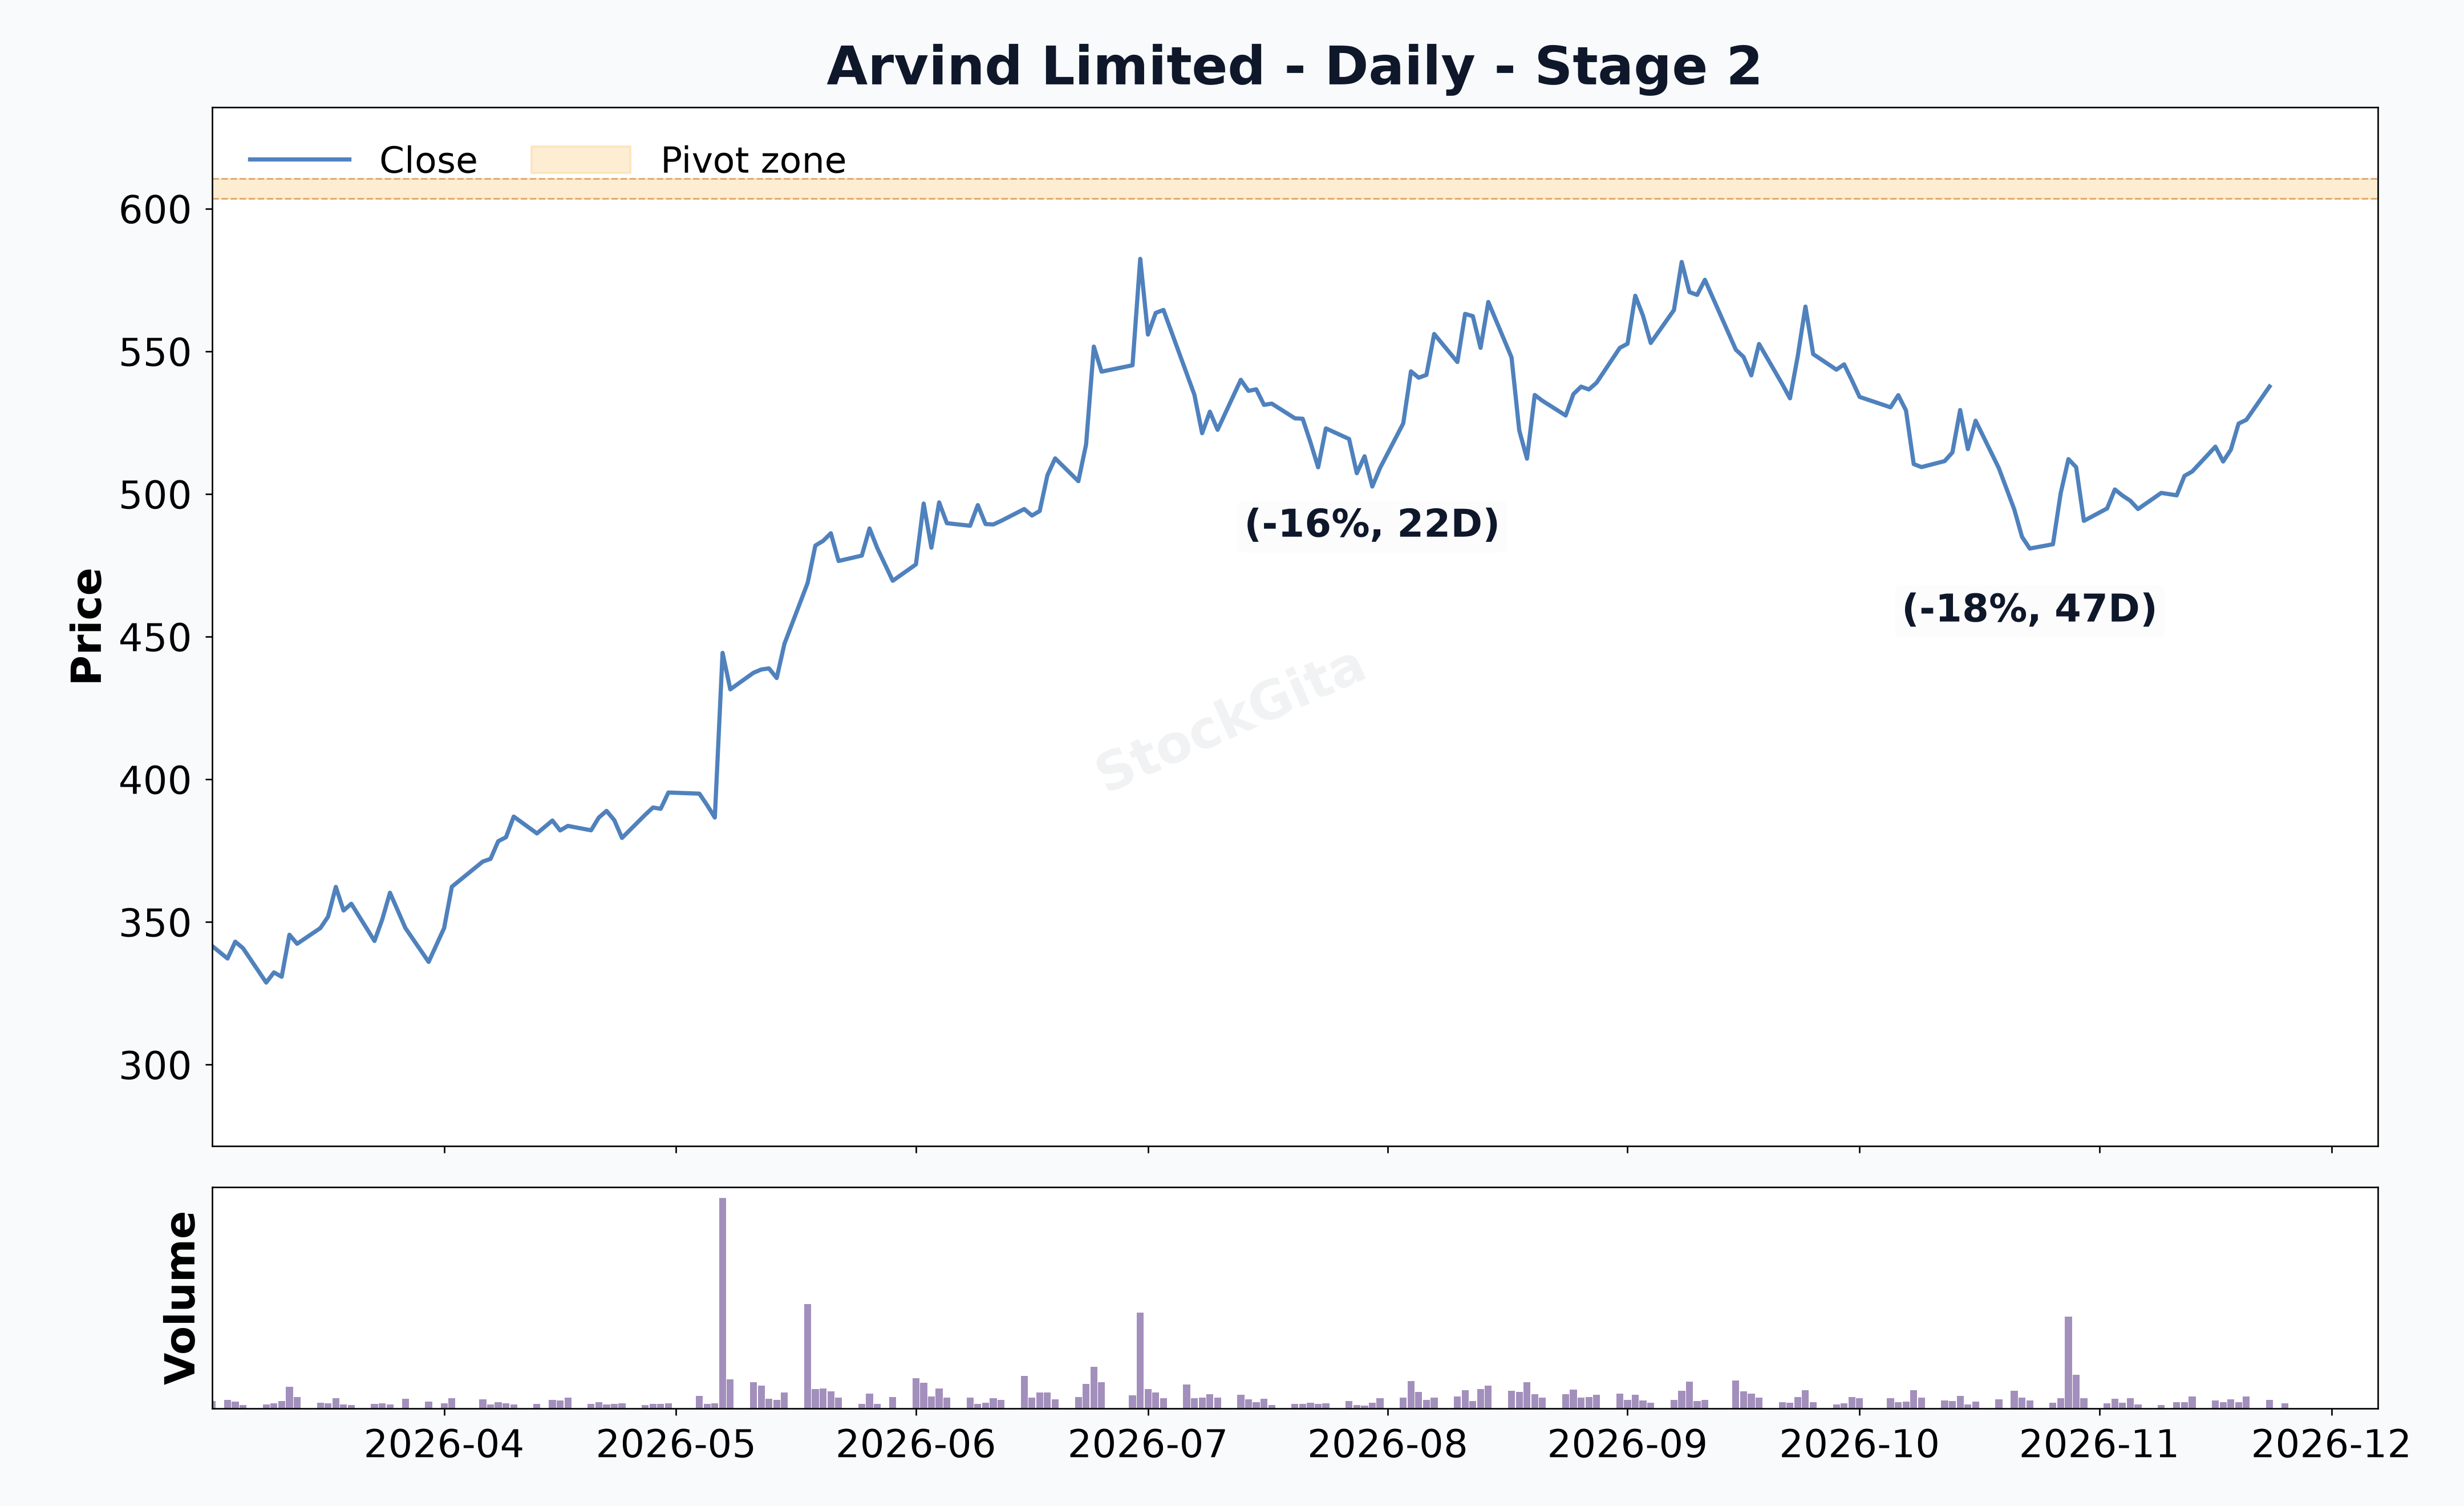 Arvind Limited - Daily - Stage 2
Close
Pivot zone
Price
600
550
500
450
400
350
300
(-16%, 22D)
(-18%, 47D)
StockGita
Volume
2026-04
2026-05
2026-06
2026-07
2026-08
2026-09
2026-10
2026-11
2026-12